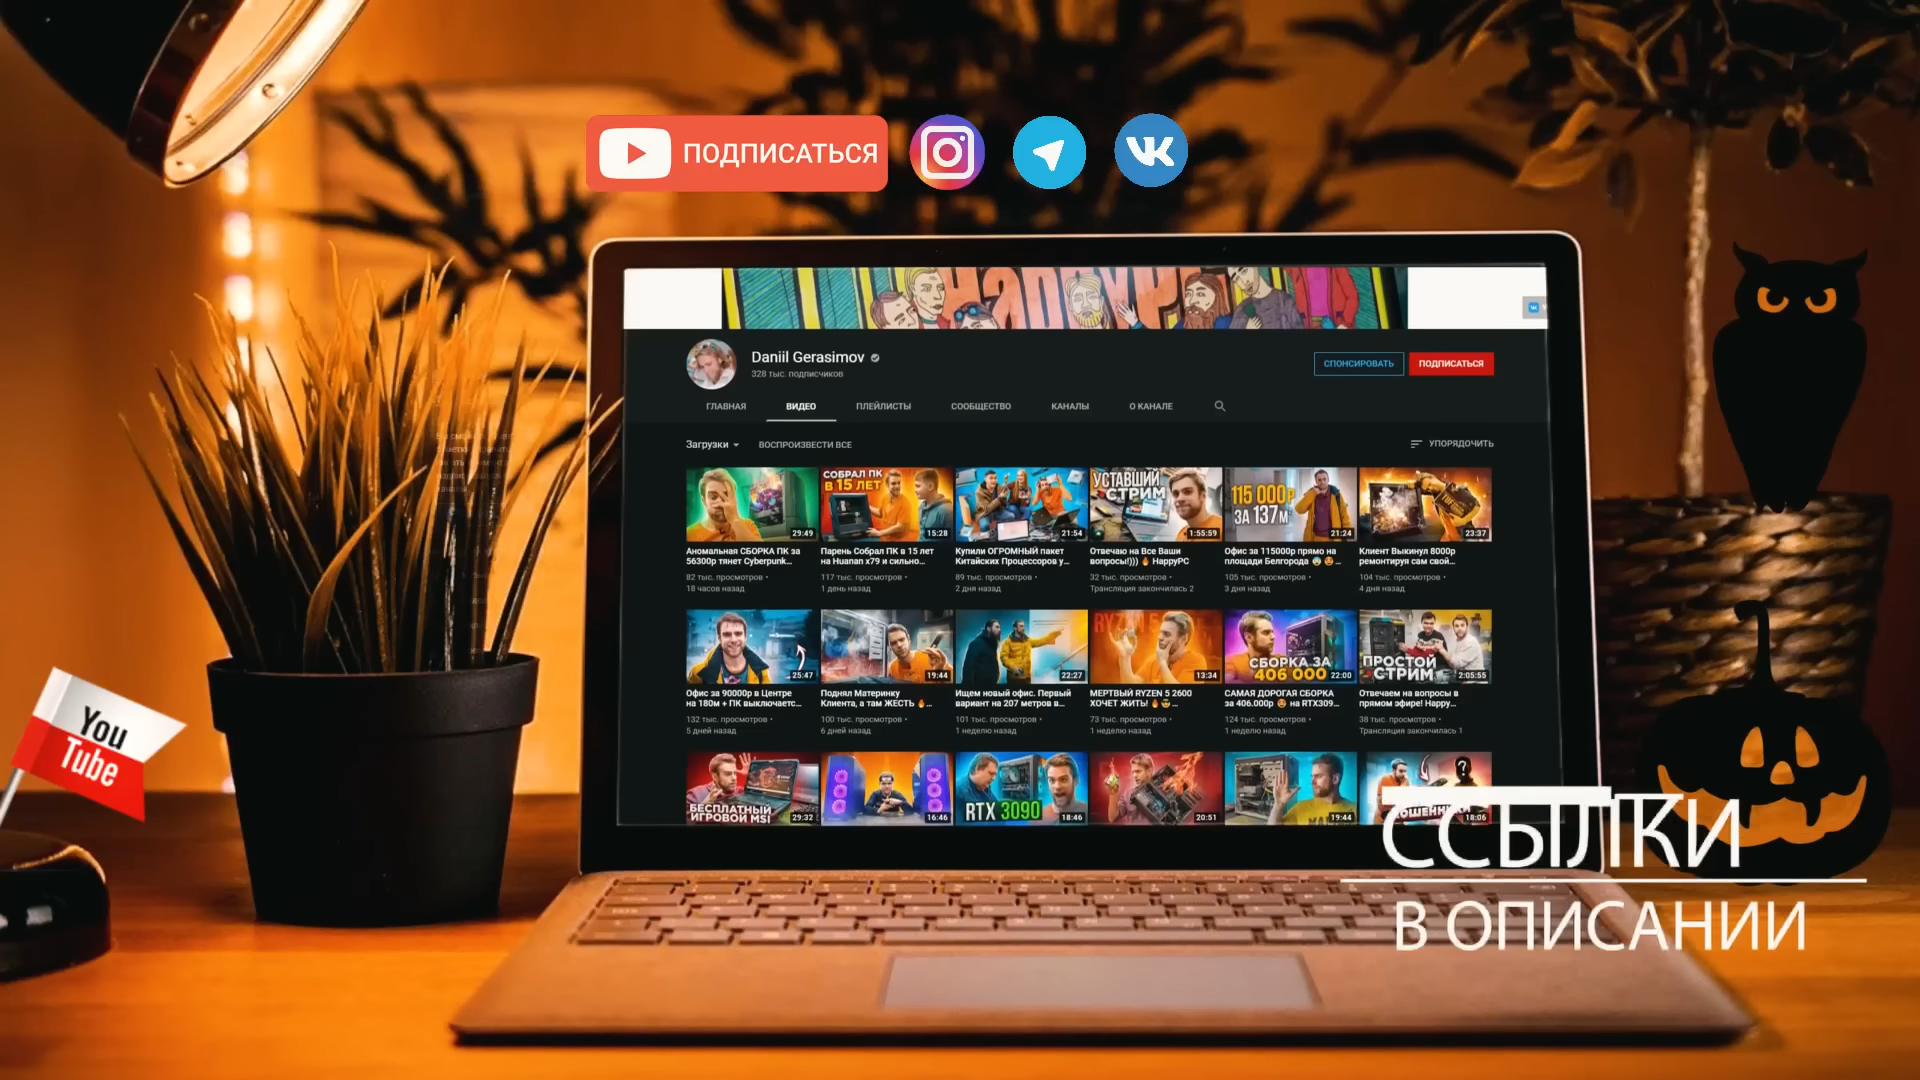 ПОДПИСАТЬСЯ
Daniil Gerasimov
328 тыс. подписчиков
СПОНСИРОВАТЬ
ПОДПИСАТЬСЯ
ГЛАВНАЯ ВИДЕО ПЛЕЙЛИСТЫ СООБЩЕСТВО КАНАЛЫ О КАНАЛЕ
Загрузки ВОСПРОИЗВЕСТИ ВСЕ
УПОРЯДОЧИТЬ
29:49
СОБРАЛ ПК
В 15 ЛЕТ
15:28
21:54
УСТАВШИЙ
СТРИМ
1:55:59
115 000р
ЗА 137м
21:24
23:37
Аномальная СБОРКА ПК за
56300р тянет Cyberpunk...
82 тыс. просмотров •
18 часов назад
Парень Собрал ПК в 15 лет
на Huanan x79 и сильно...
117 тыс. просмотров •
1 день назад
Купили ОГРОМНЫЙ пакет
Китайских Процессоров у...
89 тыс. просмотров •
2 дня назад
Отвечаю на Все Ваши
вопросы!))) 🔥 HappyPC
32 тыс. просмотров •
Трансляция закончилась 2
Офис за 115000р прямо на
площади Белгорода 😨 😍...
105 тыс. просмотров •
3 дня назад
Клиент Выкинул 8000р
ремонтируя сам свой...
104 тыс. просмотров •
4 дня назад
25:47
19:44
22:27
RYZEN 5
13:34
СБОРКА ЗА
406 000
22:00
ПРОСТОЙ
СТРИМ
2:05:55
Офис за 90000р в Центре
на 180м + ПК выключаетс...
132 тыс. просмотров •
5 дней назад
Поднял Материнку
Клиента, а там ЖЕСТЬ 🔥...
100 тыс. просмотров •
6 дней назад
Ищем новый офис. Первый
вариант на 207 метров в...
101 тыс. просмотров •
1 неделю назад
МЕРТВЫЙ RYZEN 5 2600
ХОЧЕТ ЖИТЬ! 🔥 😎...
73 тыс. просмотров •
1 неделю назад
САМАЯ ДОРОГАЯ СБОРКА
за 406.000р 😍 на RTX309...
124 тыс. просмотров •
1 неделю назад
Отвечаем на вопросы в
прямом эфире! Happy...
38 тыс. просмотров •
Трансляция закончилась 1
БЕСПЛАТНЫЙ
ИГРОВОЙ MSI
29:32
16:46
RTX 3090
18:46
20:51
19:44
18:06
You
Tube
ССЫЛКИ
В ОПИСАНИИ